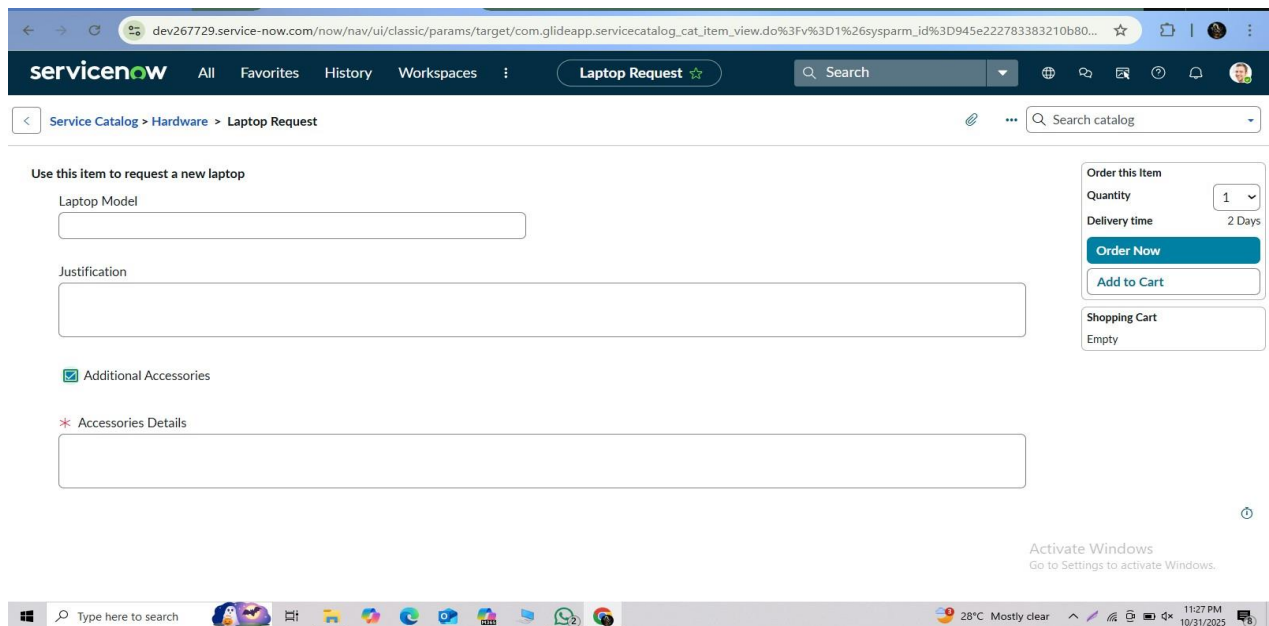 dev267729.service-now.com/now/nav/ui/classic/params/target/com.glideapp.servicecatalog_cat_item_view.do%3Fv%3D1%26sysparm_id%3D945e222783383210b80...
servicenow All Favorites History Workspaces Laptop Request Search
Service Catalog > Hardware > Laptop Request Search catalog
Use this item to request a new laptop
Laptop Model
Justification
Additional Accessories
* Accessories Details
Order this Item
Quantity 1
Delivery time 2 Days
Order Now
Add to Cart
Shopping Cart
Empty
Activate Windows
Go to Settings to activate Windows.
Type here to search 28°C Mostly clear 11:27 PM
10/31/2025